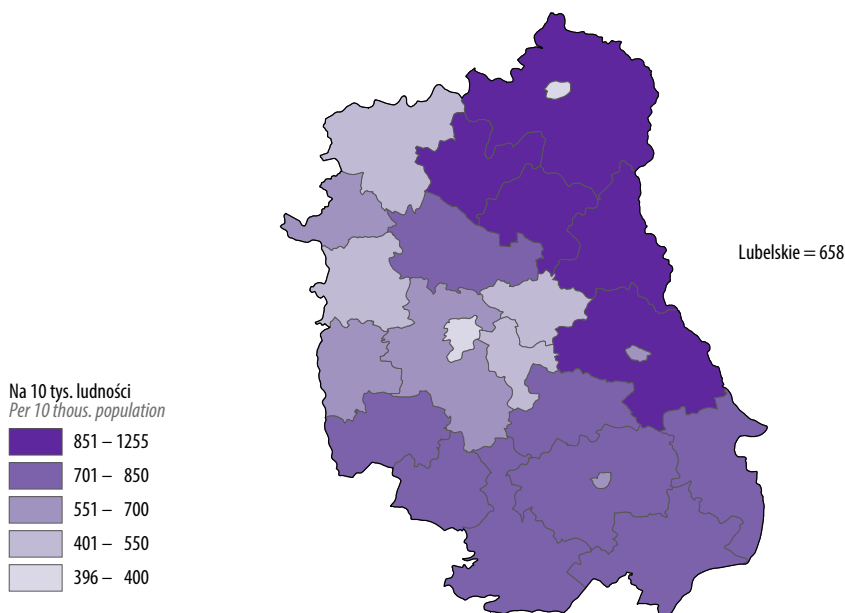 Lubelskie = 658
Na 10 tys. ludności
Per 10 thous. population
851 – 1255
701 – 850
551 – 700
401 – 550
396 – 400